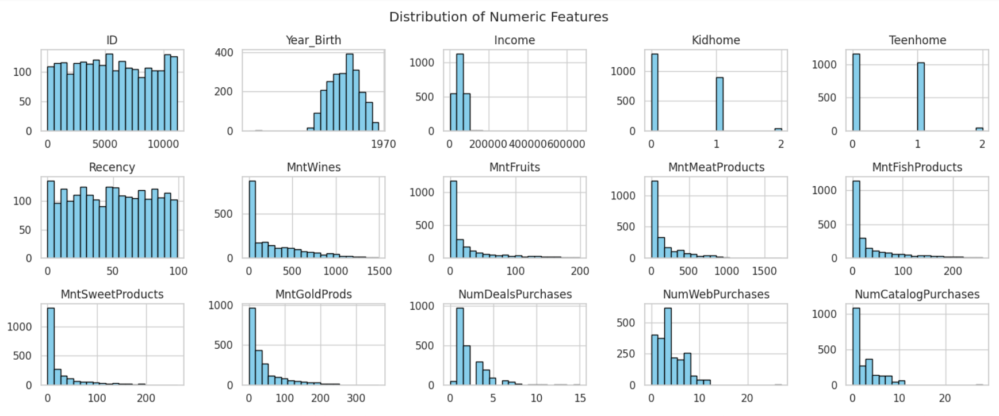 Distribution of Numeric Features
ID Year_Birth Income Kidhome Teenhome
100 50 0 0 5000 10000
400 200 0 1970
1000 500 0 0 200000 400000 600000
1000 500 0 0 1 2
1000 500 0 0 1 2
Recency MntWines MntFruits MntMeatProducts MntFishProducts
100 50 0 0 50 100
500 0 0 500 1000 1500
1000 500 0 0 100 200
1000 500 0 0 500 1000 1500
1000 500 0 0 100 200
MntSweetProducts MntGoldProds NumDealsPurchases NumWebPurchases NumCatalogPurchases
1000 500 0 0 100 200
1000 500 0 0 100 200 300
1000 500 0 0 5 10 15
500 250 0 0 10 20
1000 500 0 0 10 20